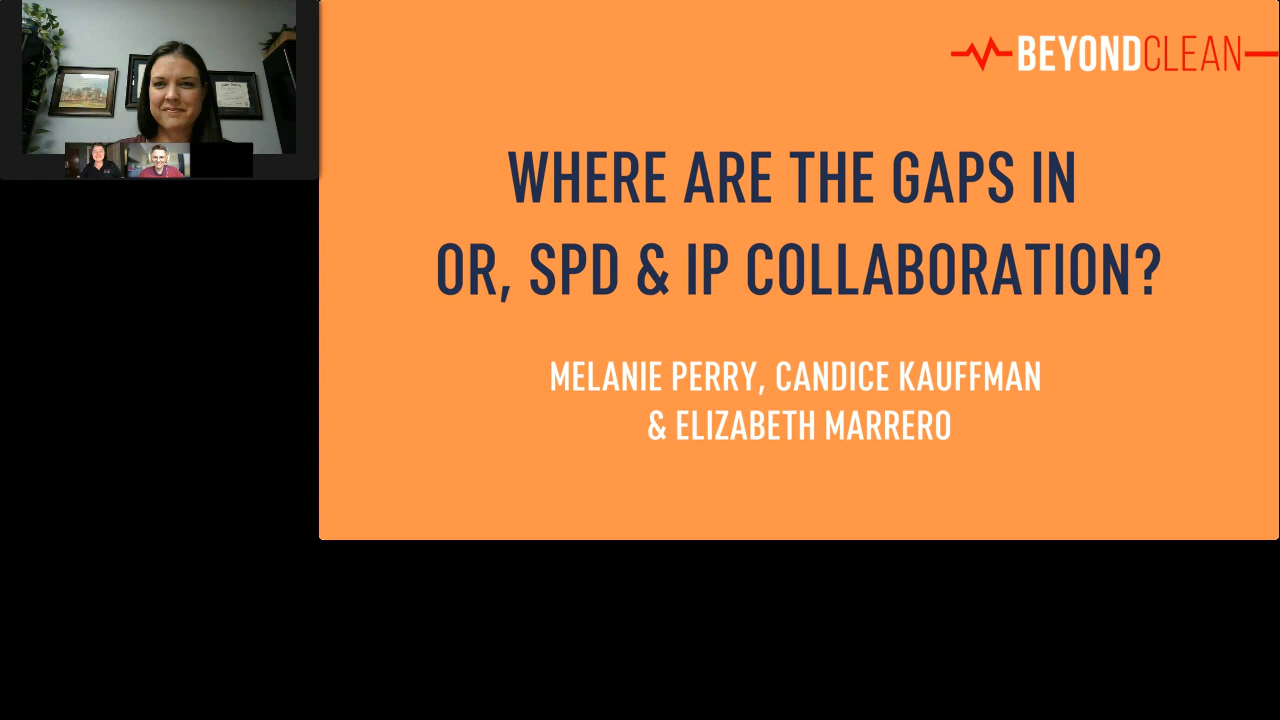 BEYONDCLEAN
WHERE ARE THE GAPS IN
OR, SPD & IP COLLABORATION?
MELANIE PERRY, CANDICE KAUFFMAN
& ELIZABETH MARRERO